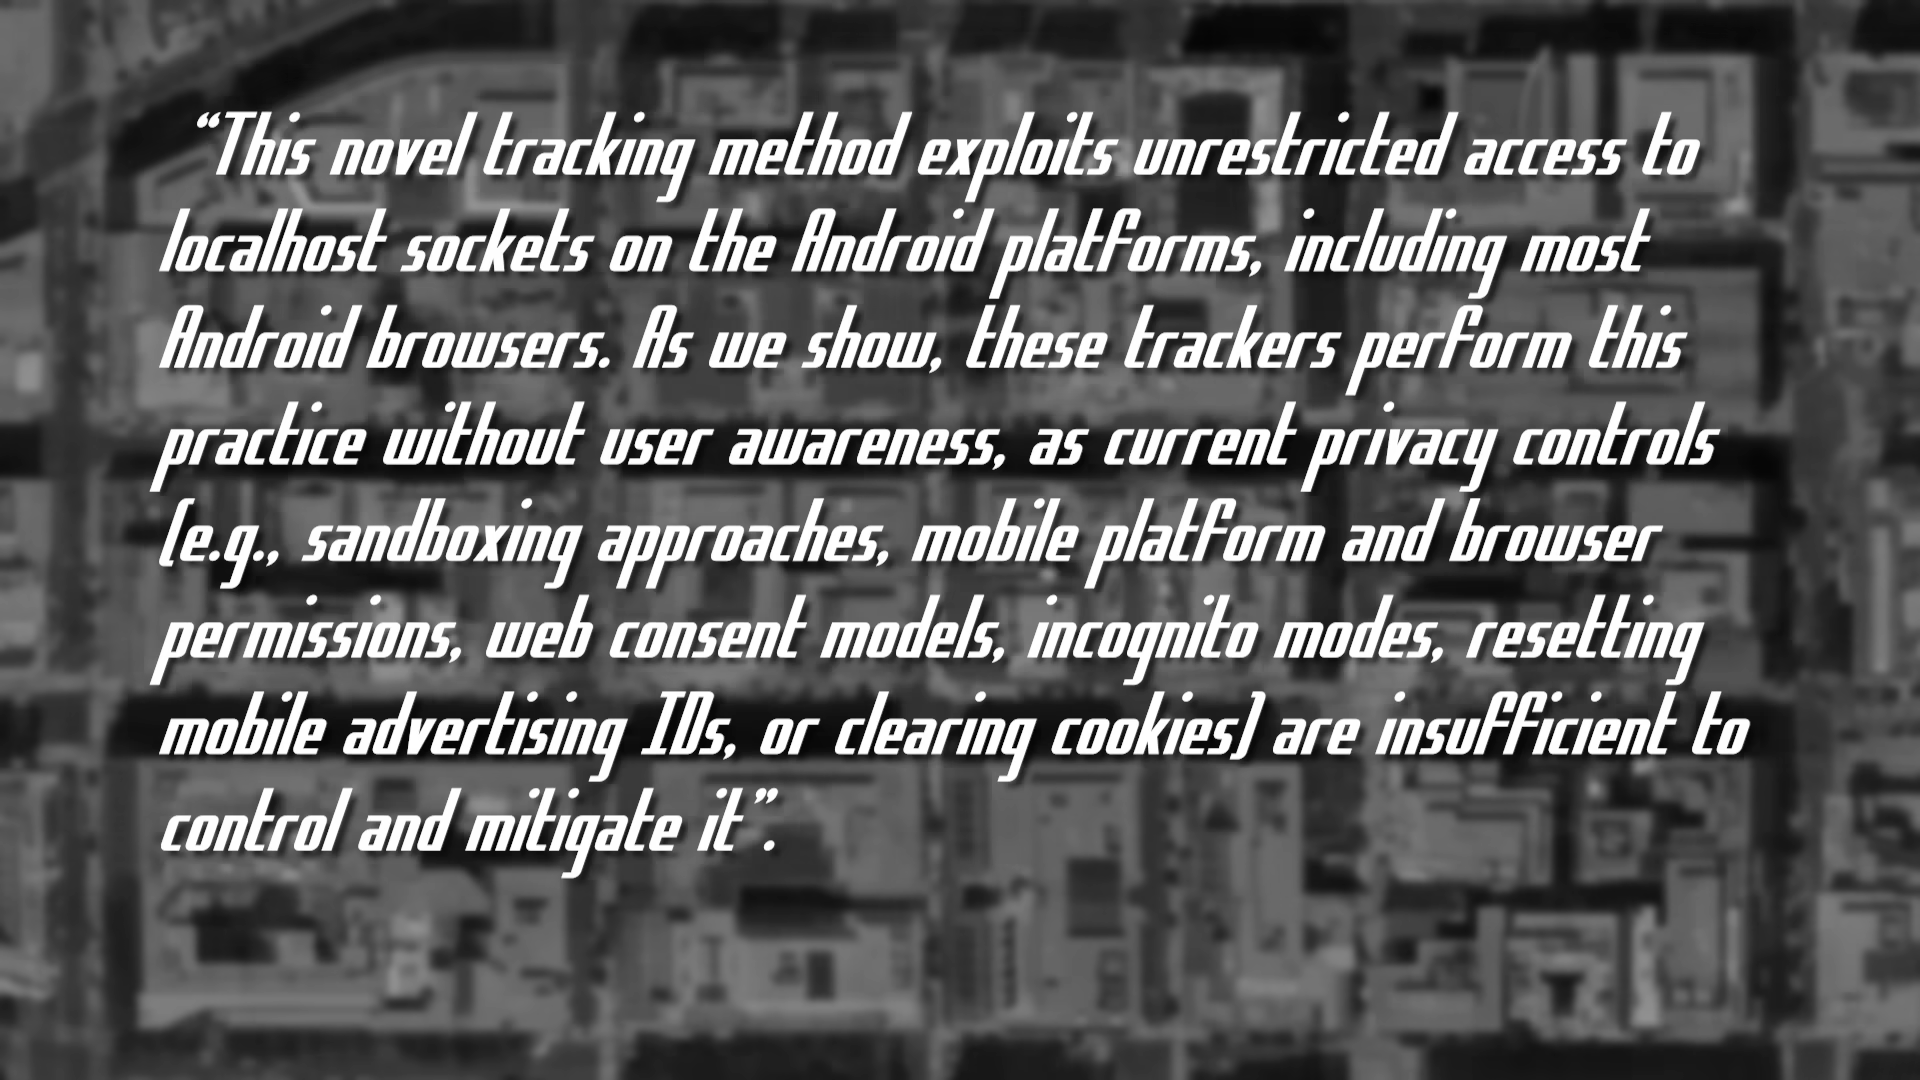 “This novel tracking method exploits unrestricted access to
localhost sockets on the Android platforms, including most
Android browsers. As we show, these trackers perform this
practice without user awareness, as current privacy controls
(e.g., sandboxing approaches, mobile platform and browser
permissions, web consent models, incognito modes, resetting
mobile advertising IDs, or clearing cookies) are insufficient to
control and mitigate it”.